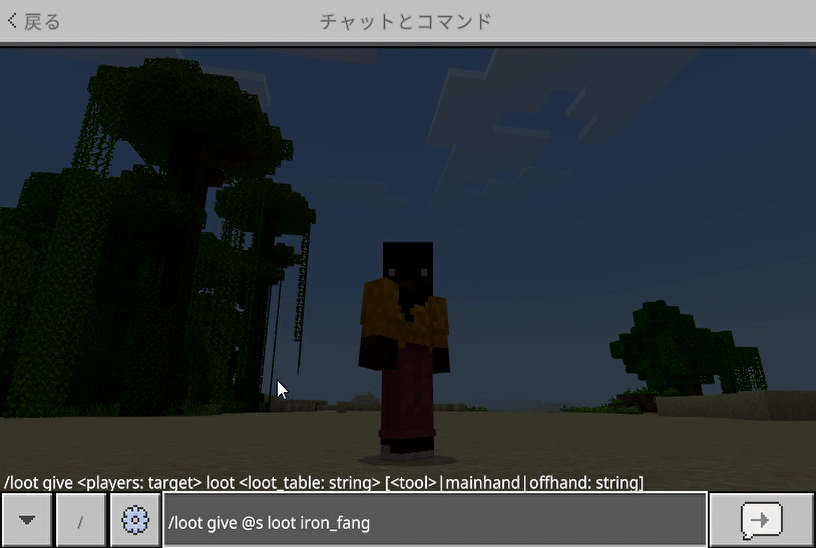 戻る
チャットとコマンド
/loot give <players: target> loot <loot_table: string> [<tool>|mainhand|offhand: string]
/
/loot give @s loot iron_fang